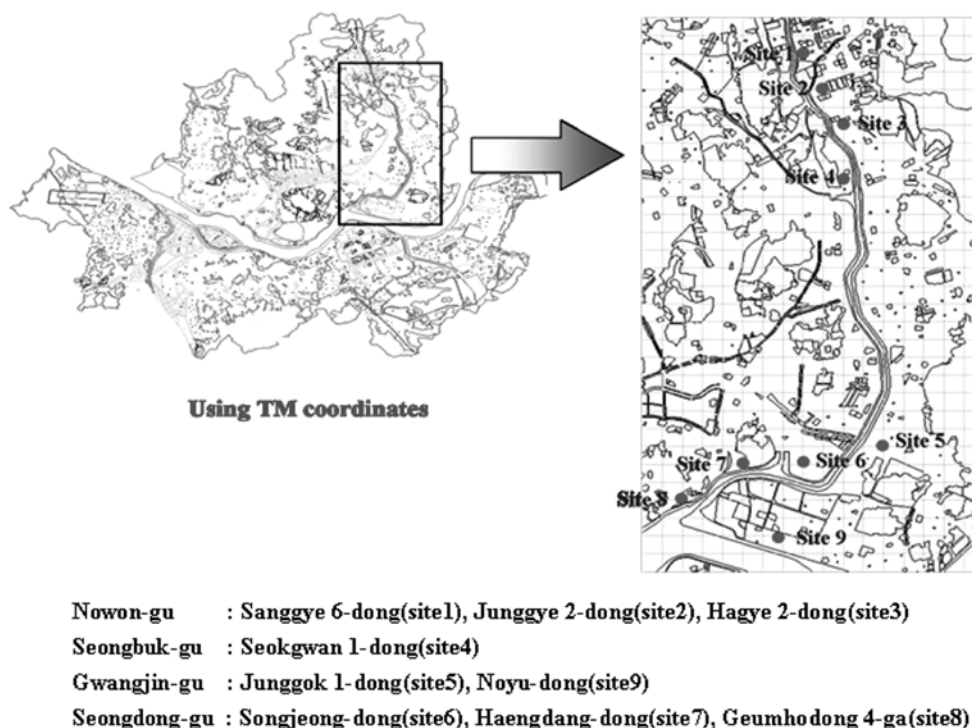 Site 1
Site 2
Site 3
Site 4
Using TM coordinates
Site 5
Site 7
Site 6
Site 8
Site 9
Nowon-gu : Sanggye 6-dong(site1), Junggye 2-dong(site2), Hagye 2-dong(site3)
Seongbuk-gu : Seokgwan 1-dong(site4)
Gwangjin-gu : Junggok 1-dong(site5), Noyu-dong(site9)
Seongdong-gu : Songjeong-dong(site6), Haengdang-dong(site7), Geumhodong 4-ga(site8)